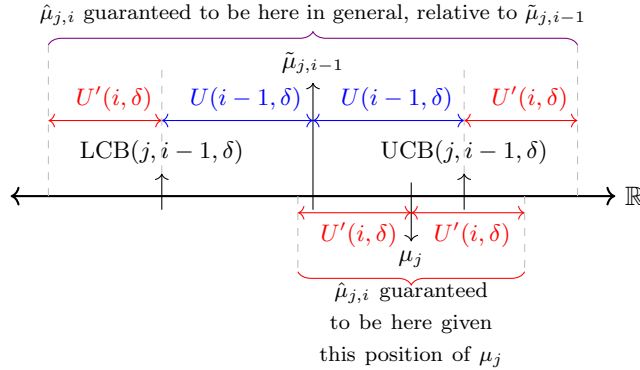 μ̂_{j,i} guaranteed to be here in general, relative to μ̃_{j,i−1}
μ̃_{j,i−1}
U′(i, δ) U(i − 1, δ) U(i − 1, δ) U′(i, δ)
LCB(j, i − 1, δ) UCB(j, i − 1, δ)
ℝ
U′(i, δ) U′(i, δ)
μ_j
μ̂_{j,i} guaranteed
to be here given
this position of μ_j